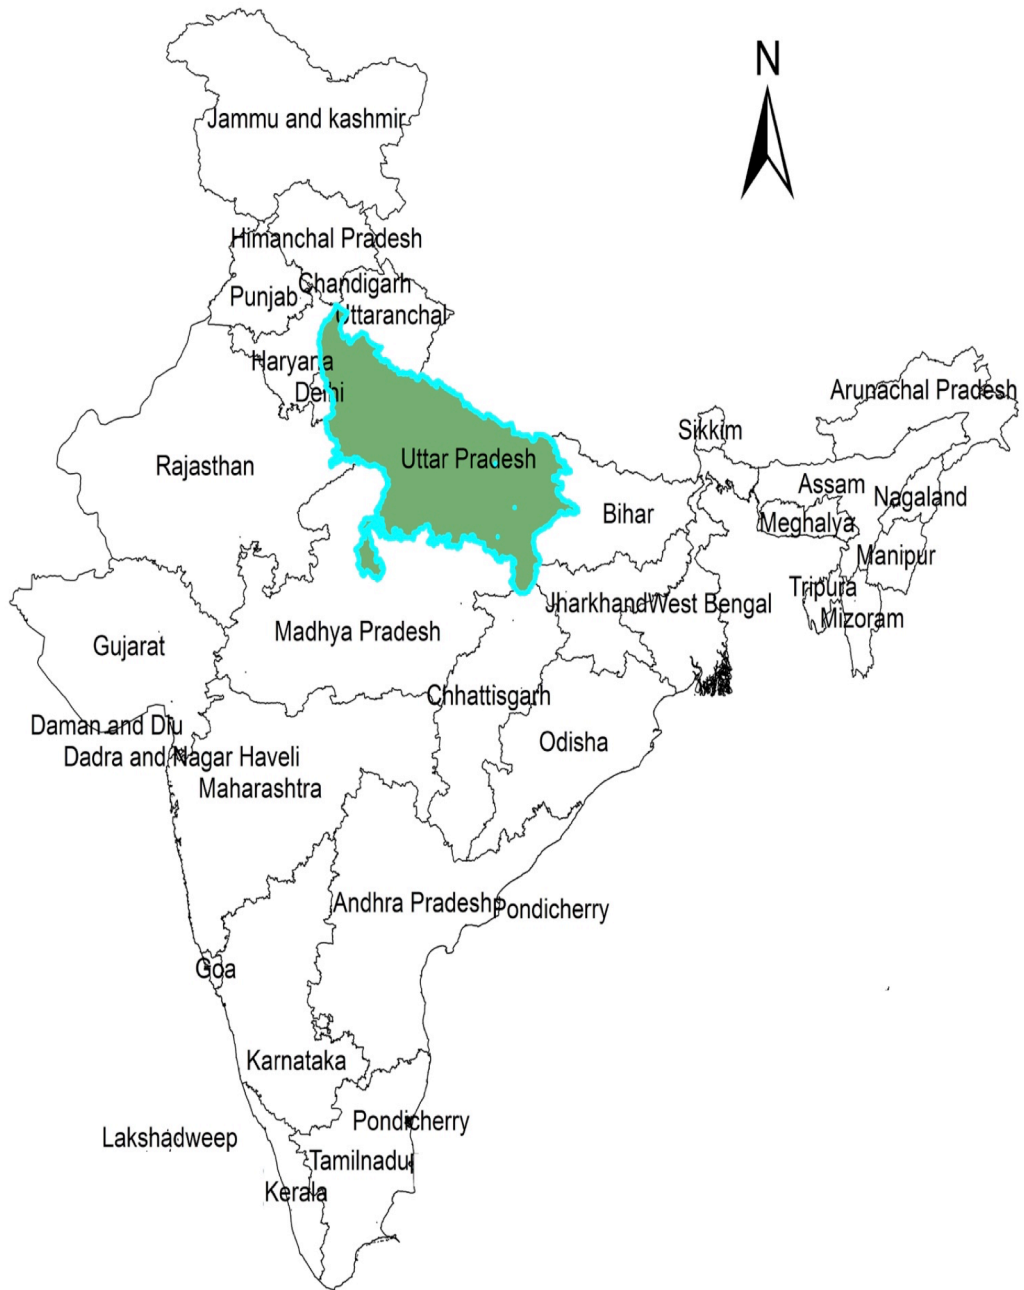 N
Jammu and kashmir
Himanchal Pradesh
Chandigarh
Punjab
Uttaranchal
Haryana
Delhi
Arunachal Pradesh
Sikkim
Uttar Pradesh
Rajasthan
Assam
Nagaland
Bihar
Meghalya
Manipur
Tripura
Jharkhand
West Bengal
Mizoram
Madhya Pradesh
Gujarat
Chhattisgarh
Daman and Diu
Odisha
Dadra and Nagar Haveli
Maharashtra
Andhra Pradesh
Pondicherry
Goa
Karnataka
Pondicherry
Lakshadweep
Tamilnadu
Kerala